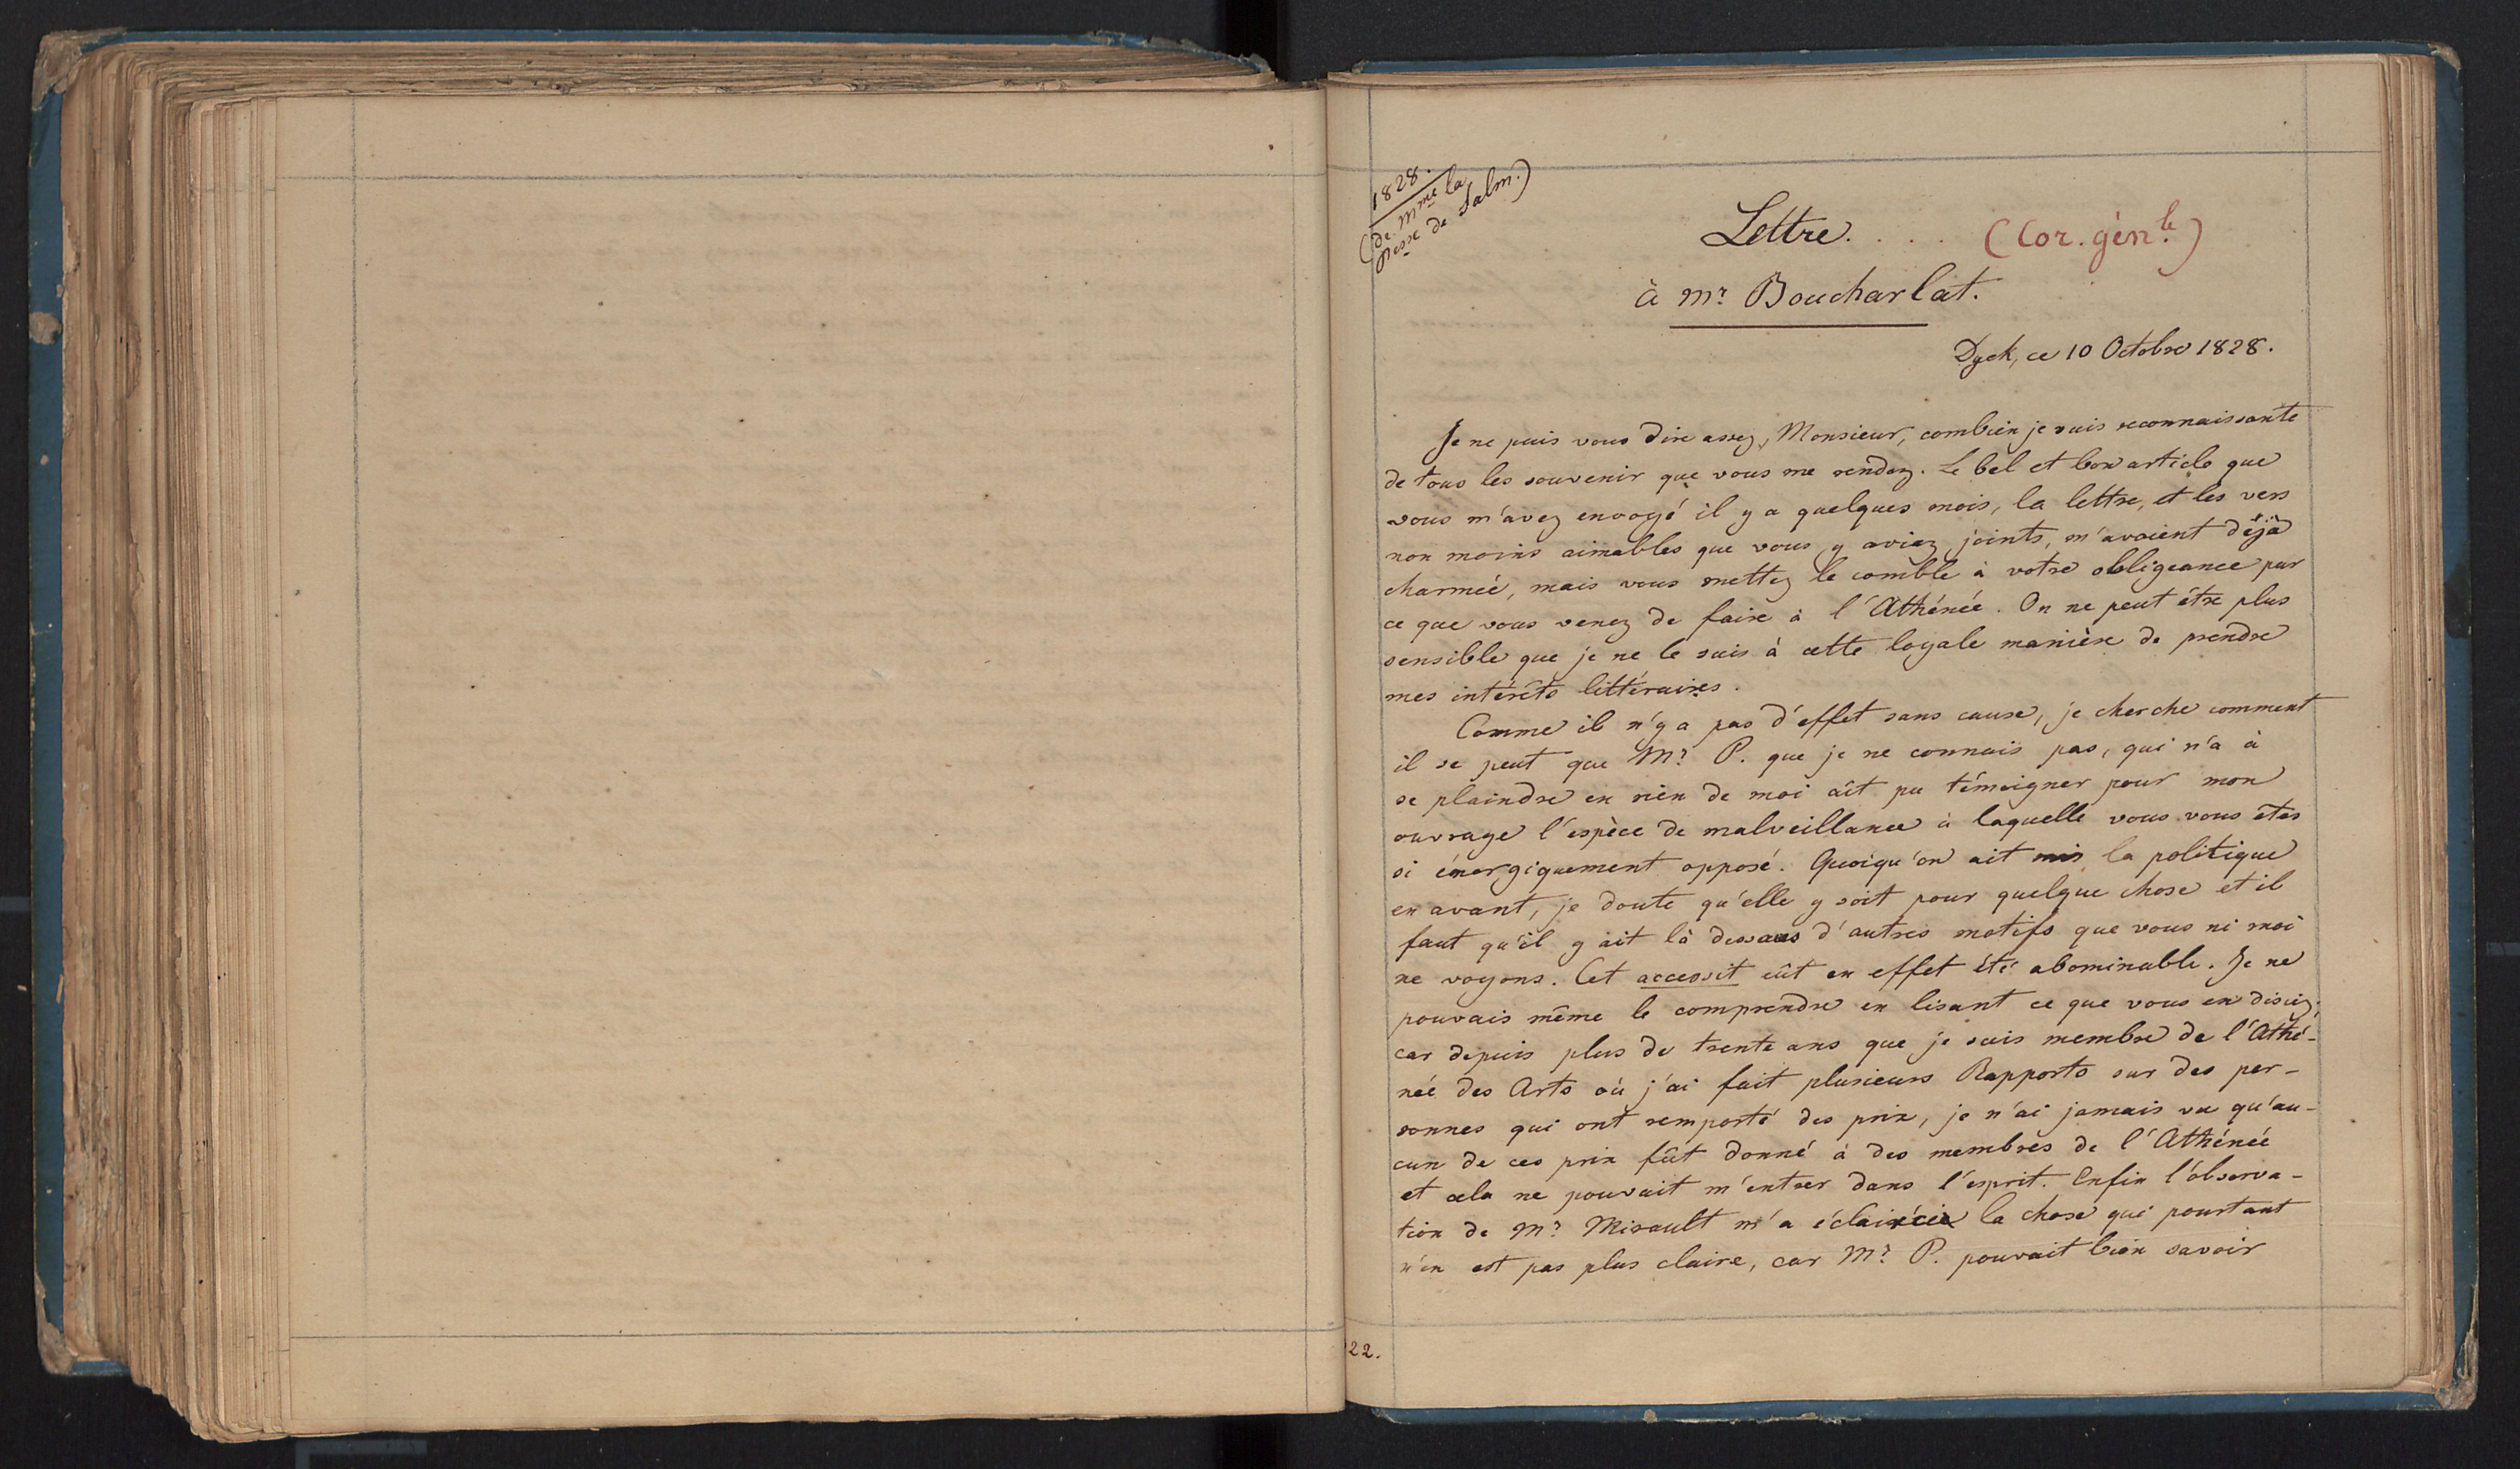 1828.
(de Mme la
Pesse de Salm.)
Lettre. . . . (Cor. génle.)
à Mr. Boucharlat.
Dyck, ce 10 Octobre 1828.
Je ne puis vous dire assez, Monsieur, combien je suis reconnaissante
de tous les souvenir que vous me rendez. Le bel et bon article que
vous m'avez envoyé il y a quelques mois, la lettre, et les vers
non moins aimables que vous y aviez joints, m'avaient déjà
charmée, mais vous mettez le comble à votre obligeance par
ce que vous venez de faire à l'Athénée. On ne peut être plus
sensible que je ne le suis à cette loyale manière de prendre
mes intérêts littéraires.
Comme il n'y a pas d'effet sans cause, je cherche comment
il se peut que Mr. P. que je ne connais pas, qui n'a à
se plaindre en rien de moi ait pu témoigner pour mon
ouvrage l'espèce de malveillance à laquelle vous vous êtes
si énergiquement opposé. Quoiqu'on ait mis la politique
en avant, je doute qu'elle y soit pour quelque chose et il
faut qu'il y ait là dessous d'autres motifs que vous ni moi
ne voyons. Cet accessit eût en effet été abominable. Je ne
pouvais même le comprendre en lisant ce que vous en disiez;
car depuis plus de trente ans que je suis membre de l'Athé-
née des Arts où j'ai fait plusieurs Rapports sur des per-
sonnes qui ont remporté des prix, je n'ai jamais vu qu'au-
cun de ces prix fût donné à des membres de l'Athénée
et cela ne pouvait m'entrer dans l'esprit. Enfin l'observa-
tion de Mr. Mirault m'a éclairci la chose qui pourtant
n'en est pas plus claire, car Mr. P. pouvait bien savoir
22.